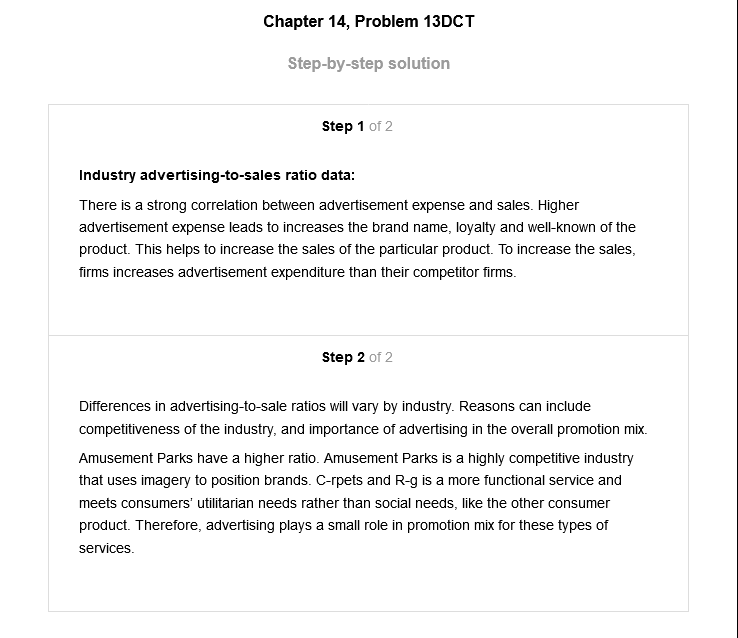 Chapter 14, Problem 13DCT
Step-by-step solution
Step 1 of 2
Industry advertising-to-sales ratio data:
There is a strong correlation between advertisement expense and sales. Higher
advertisement expense leads to increases the brand name, loyalty and well-known of the
product. This helps to increase the sales of the particular product. To increase the sales,
firms increases advertisement expenditure than their competitor firms.
Step 2 of 2
Differences in advertising-to-sale ratios will vary by industry. Reasons can include
competitiveness of the industry, and importance of advertising in the overall promotion mix.
Amusement Parks have a higher ratio. Amusement Parks is a highly competitive industry
that uses imagery to position brands. C-rpets and R-g is a more functional service and
meets consumers' utilitarian needs rather than social needs, like the other consumer
product. Therefore, advertising plays a small role in promotion mix for these types of
services.